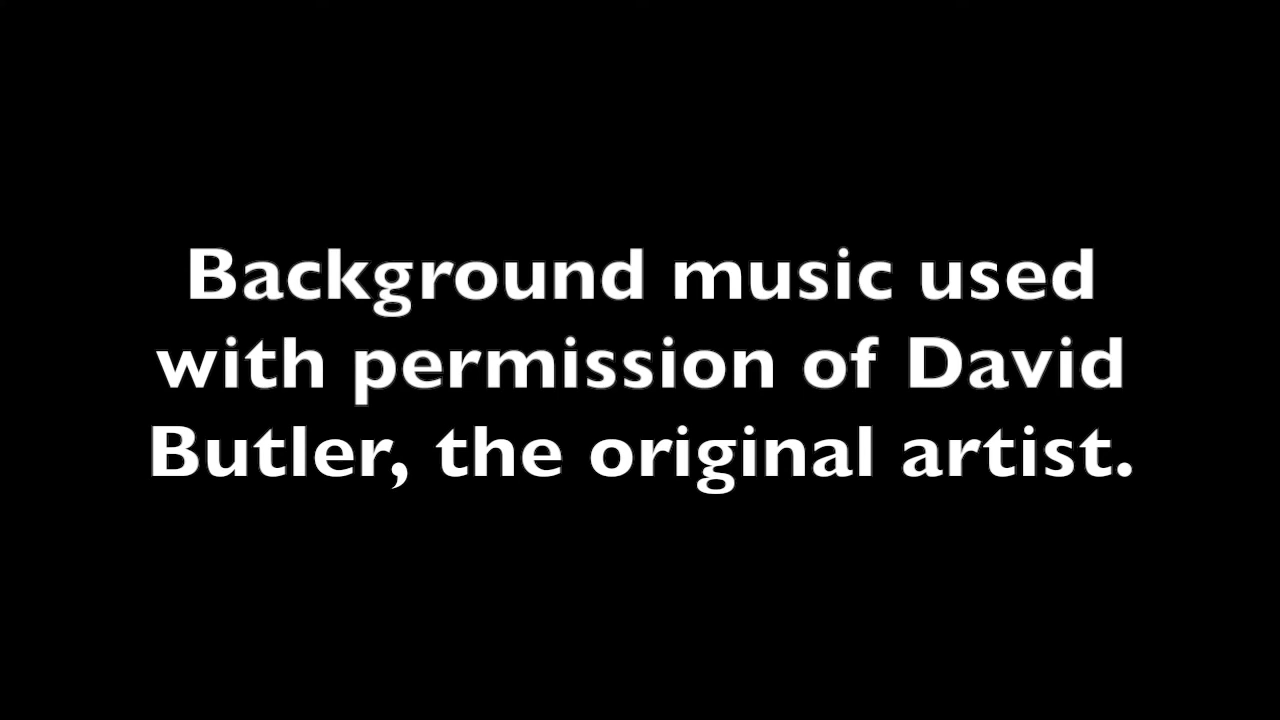 Background music used
with permission of David
Butler, the original artist.